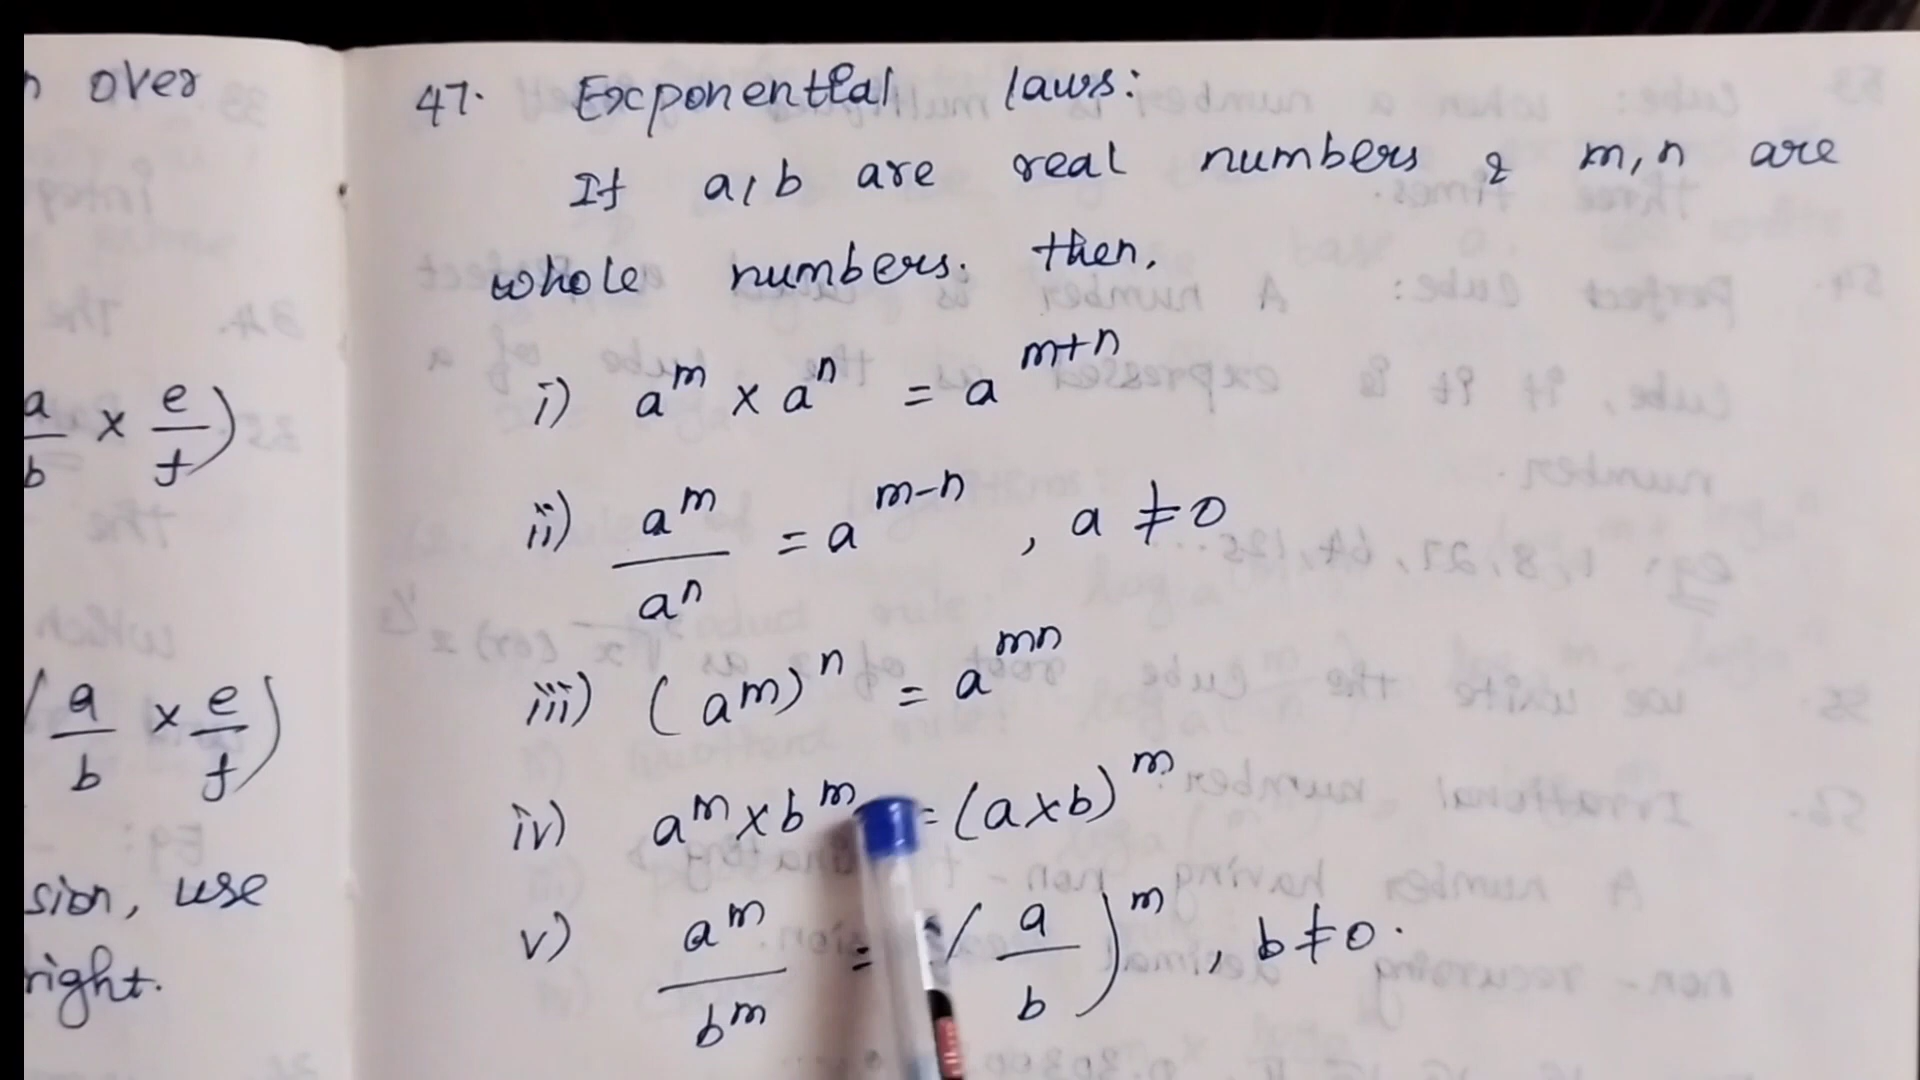 over
a/b × e/f)
(a/b × e/f)
sion, use
right.
47. Exponential laws:
If a, b are real numbers & m, n are
whole numbers. then,
i) a^m × a^n = a^(m+n)
ii) a^m/a^n = a^(m-n), a ≠ 0
iii) (a^m)^n = a^(mn)
iv) a^m × b^m = (a×b)^m
v) a^m/b^m = (a/b)^m, b ≠ 0.